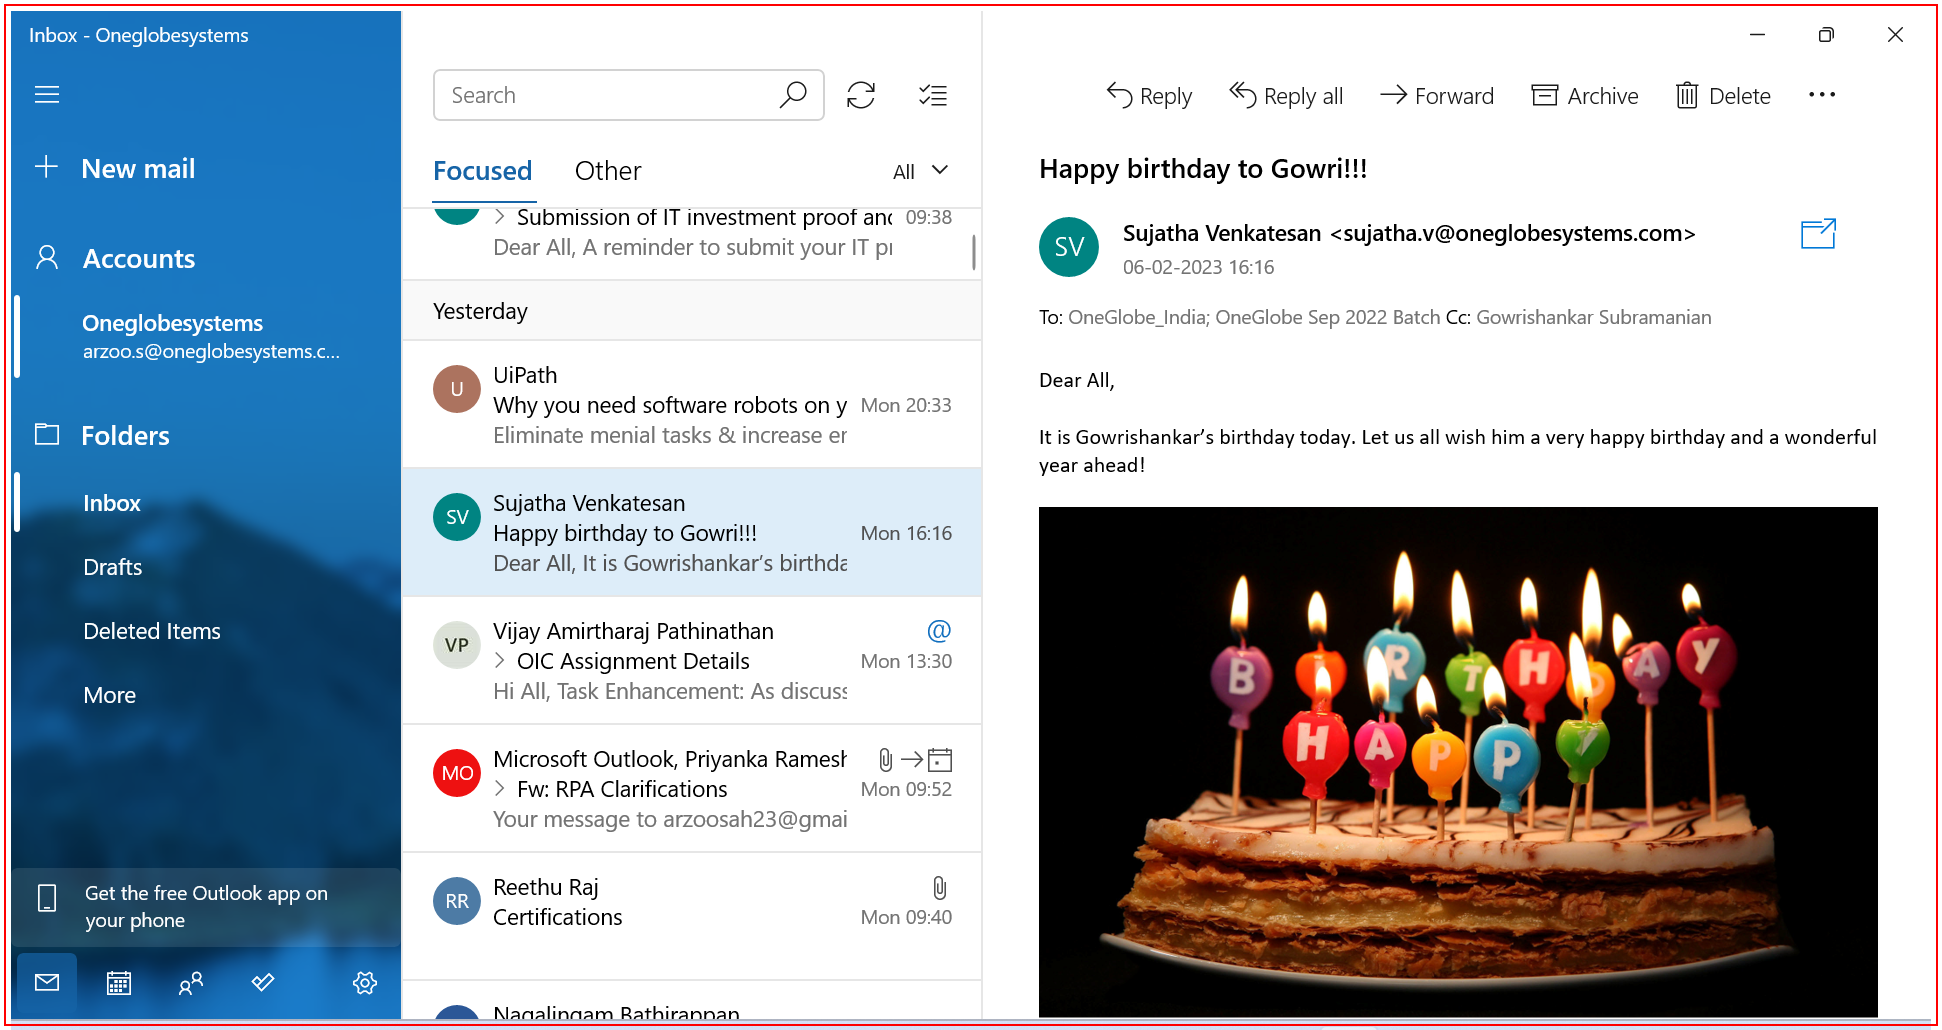 Inbox - Oneglobesystems
New mail
Accounts
Oneglobesystems
arzoo.s@oneglobesystems.c...
Folders
Inbox
Drafts
Deleted Items
More
Get the free Outlook app on
your phone
Search
Focused
Other
All
Submission of IT investment proof and
09:38
Dear All, A reminder to submit your IT pr
Yesterday
U
UiPath
Why you need software robots on y
Mon 20:33
Eliminate menial tasks & increase er
SV
Sujatha Venkatesan
Happy birthday to Gowri!!!
Mon 16:16
Dear All, It is Gowrishankar’s birthda
VP
Vijay Amirtharaj Pathinathan
@
OIC Assignment Details
Mon 13:30
Hi All, Task Enhancement: As discuss
MO
Microsoft Outlook, Priyanka Ramesh
Fw: RPA Clarifications
Mon 09:52
Your message to arzoosah23@gmai
RR
Reethu Raj
Certifications
Mon 09:40
Nagalingam Bathirappan
Reply
Reply all
Forward
Archive
Delete
Happy birthday to Gowri!!!
SV
Sujatha Venkatesan <sujatha.v@oneglobesystems.com>
06-02-2023 16:16
To: OneGlobe_India; OneGlobe Sep 2022 Batch Cc: Gowrishankar Subramanian
Dear All,
It is Gowrishankar’s birthday today. Let us all wish him a very happy birthday and a wonderful
year ahead!
BIRTHDAY
HAPPY